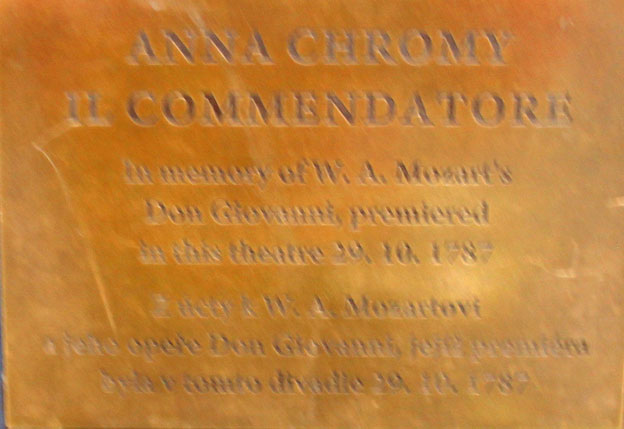 ANNA CHROMY
IL COMMENDATORE
In memory of W. A. Mozart's
Don Giovanni, premiered
in this theatre 29. 10. 1787
Z úcty k W. A. Mozartovi
a jeho opeře Don Giovanni, jejíž premiéra
byla v tomto divadle 29. 10. 1787